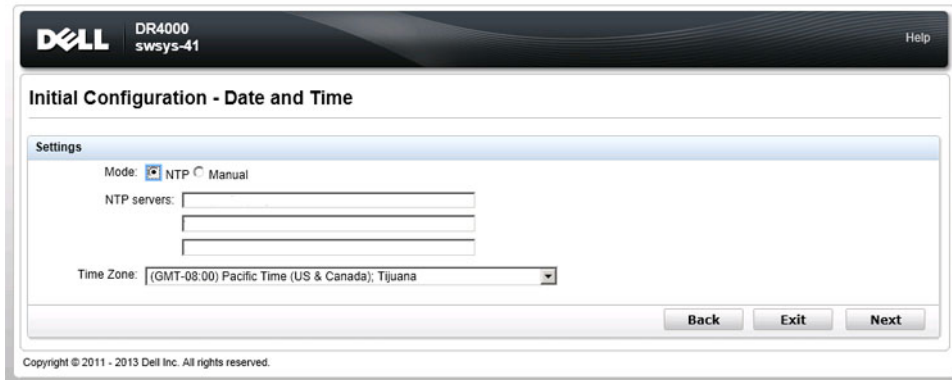 DELL
DR4000
swsys-41
Help
Initial Configuration - Date and Time
Settings
Mode: NTP Manual
NTP servers:
Time Zone: (GMT-08:00) Pacific Time (US & Canada); Tijuana
Back Exit Next
Copyright © 2011 - 2013 Dell Inc. All rights reserved.